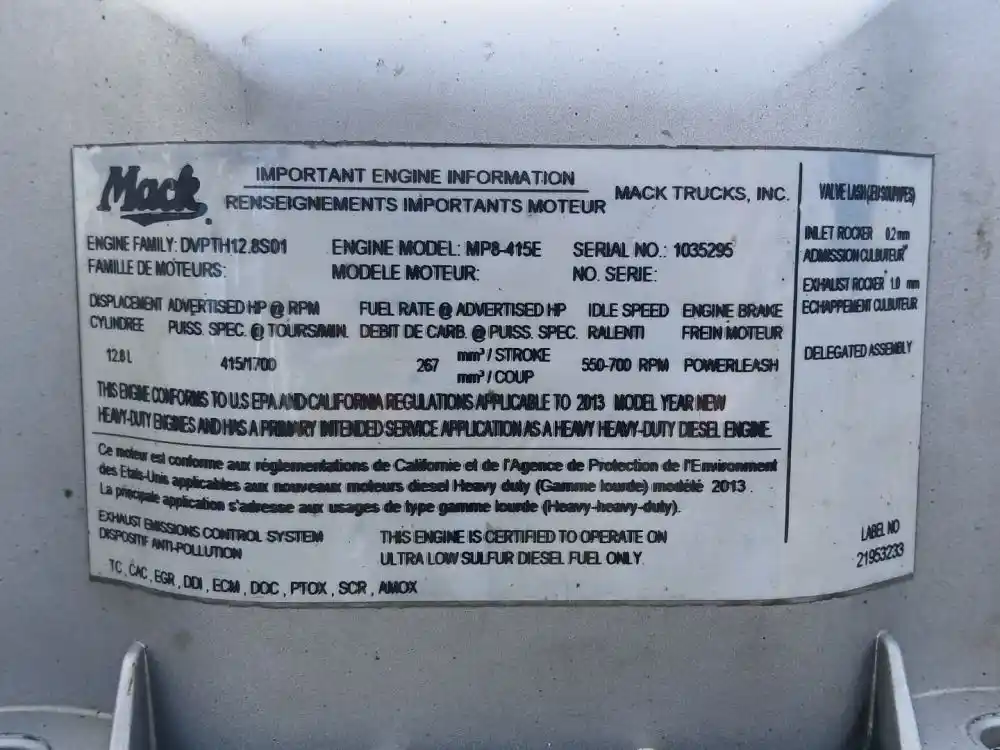 Mack
IMPORTANT ENGINE INFORMATION
RENSEIGNEMENTS IMPORTANTS MOTEUR
MACK TRUCKS, INC.
ENGINE FAMILY: DVPTH12.8S01 ENGINE MODEL: MP8-415E SERIAL NO.: 1035295
FAMILLE DE MOTEURS: MODELE MOTEUR: NO. SERIE:
DISPLACEMENT ADVERTISED HP @ RPM FUEL RATE @ ADVERTISED HP IDLE SPEED ENGINE BRAKE
CYLINDREE PUISS. SPEC. @ TOURS/MIN. DEBIT DE CARB. @ PUISS. SPEC. RALENTI FREIN MOTEUR
12.8 L 415/1700 267 mm³ / STROKE 550-700 RPM POWERLEASH
mm³ / COUP
THIS ENGINE CONFORMS TO U.S EPA AND CALIFORNIA REGULATIONS APPLICABLE TO 2013 MODEL YEAR NEW
HEAVY-DUTY ENGINES AND HAS A PRIMARY INTENDED SERVICE APPLICATION AS A HEAVY HEAVY-DUTY DIESEL ENGINE.
Ce moteur est conforme aux réglementations de Californie et de l'Agence de Protection de l'Environment
des Etats-Unis applicables aux nouveaux moteurs diesel Heavy duty (Gamme lourde) modélé 2013 .
La principale application s'adresse aux usages de type gamme lourde (Heavy-heavy-duty).
EXHAUST EMISSIONS CONTROL SYSTEM THIS ENGINE IS CERTIFIED TO OPERATE ON
DISPOSITIF ANTI-POLLUTION ULTRA LOW SULFUR DIESEL FUEL ONLY.
TC , CAC , EGR , DDI , ECM , DOC , PTOX , SCR , AMOX
VALVE LASH
INLET ROCKER 0.2 mm
ADMISSION CULBUTEUR
EXHAUST ROCKER 1.0 mm
ECHAPPEMENT CULBUTEUR
DELEGATED ASSEMBLY
LABEL NO
21953233